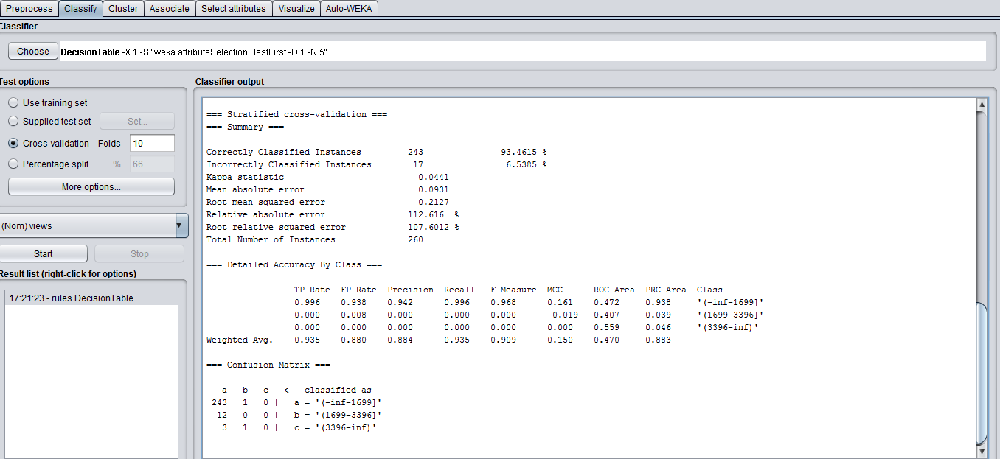 Preprocess Classify Cluster Associate Select attributes Visualize Auto-WEKA
Classifier
Choose DecisionTable -X 1 -S "weka.attributeSelection.BestFirst -D 1 -N 5"
Test options
Use training set
Supplied test set Set...
Cross-validation Folds 10
Percentage split % 66
More options...
(Nom) views
Start Stop
Result list (right-click for options)
17:21:23 - rules.DecisionTable
Classifier output
=== Stratified cross-validation ===
=== Summary ===
Correctly Classified Instances 243 93.4615 %
Incorrectly Classified Instances 17 6.5385 %
Kappa statistic 0.0441
Mean absolute error 0.0931
Root mean squared error 0.2127
Relative absolute error 112.616 %
Root relative squared error 107.6012 %
Total Number of Instances 260
=== Detailed Accuracy By Class ===
TP Rate FP Rate Precision Recall F-Measure MCC ROC Area PRC Area Class
0.996 0.938 0.942 0.996 0.968 0.161 0.472 0.938 '(-inf-1699]'
0.000 0.008 0.000 0.000 0.000 -0.019 0.407 0.039 '(1699-3396]'
0.000 0.000 0.000 0.000 0.000 0.000 0.559 0.046 '(3396-inf)'
Weighted Avg. 0.935 0.880 0.884 0.935 0.909 0.150 0.470 0.883
=== Confusion Matrix ===
a b c <-- classified as
243 1 0 | a = '(-inf-1699]'
12 0 0 | b = '(1699-3396]'
3 1 0 | c = '(3396-inf)'